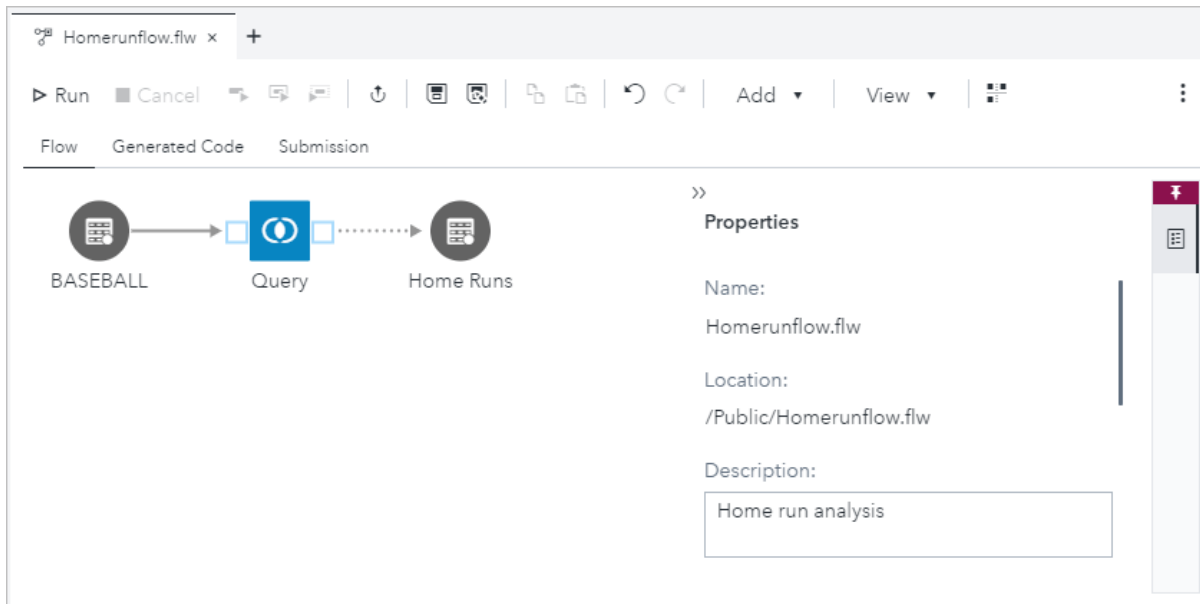 Homerunflow.flw × +
Run Cancel Add View
Flow Generated Code Submission
BASEBALL Query Home Runs
Properties
Name:
Homerunflow.flw
Location:
/Public/Homerunflow.flw
Description:
Home run analysis